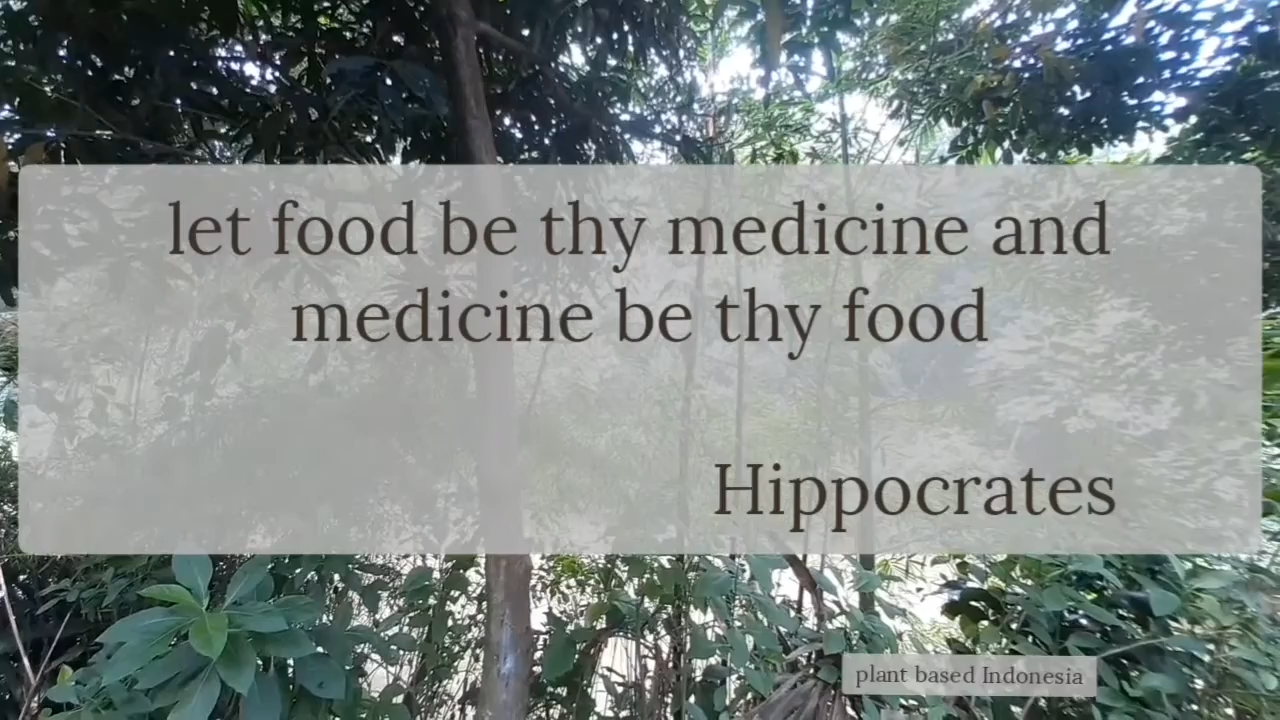 let food be thy medicine and
medicine be thy food
Hippocrates
plant based Indonesia